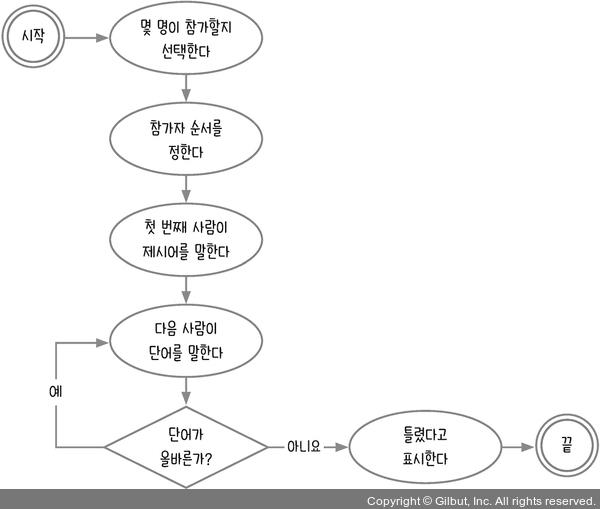 시작
몇 명이 참가할지
선택한다
참가자 순서를
정한다
첫 번째 사람이
제시어를 말한다
다음 사람이
단어를 말한다
예
단어가
올바른가?
아니요
틀렸다고
표시한다
끝
Copyright © Gilbut, Inc. All rights reserved.